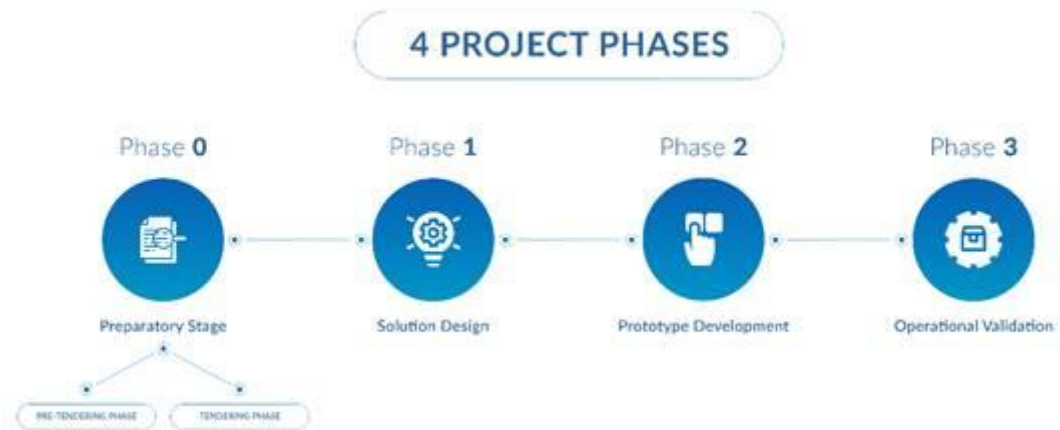 4 PROJECT PHASES
Phase 0
Phase 1
Phase 2
Phase 3
Preparatory Stage
Solution Design
Prototype Development
Operational Validation
PRE-TENDERING PHASE
TENDERING PHASE